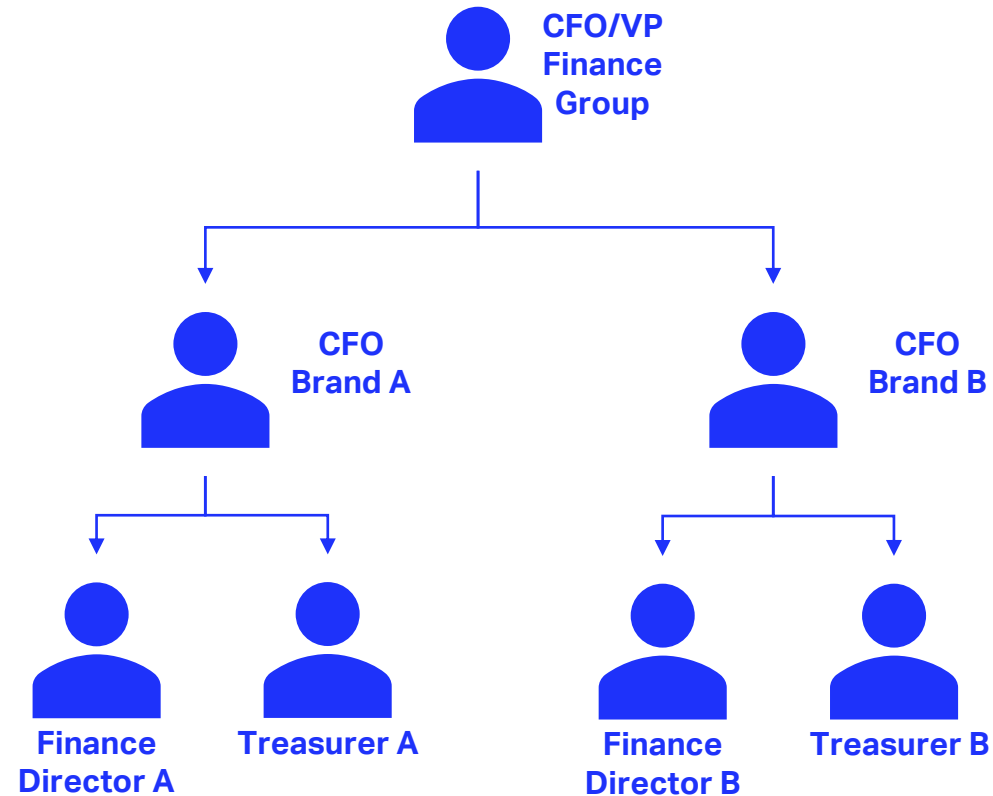 CFO/VP
Finance
Group
CFO
Brand A
CFO
Brand B
Finance
Director A
Treasurer A
Finance
Director B
Treasurer B